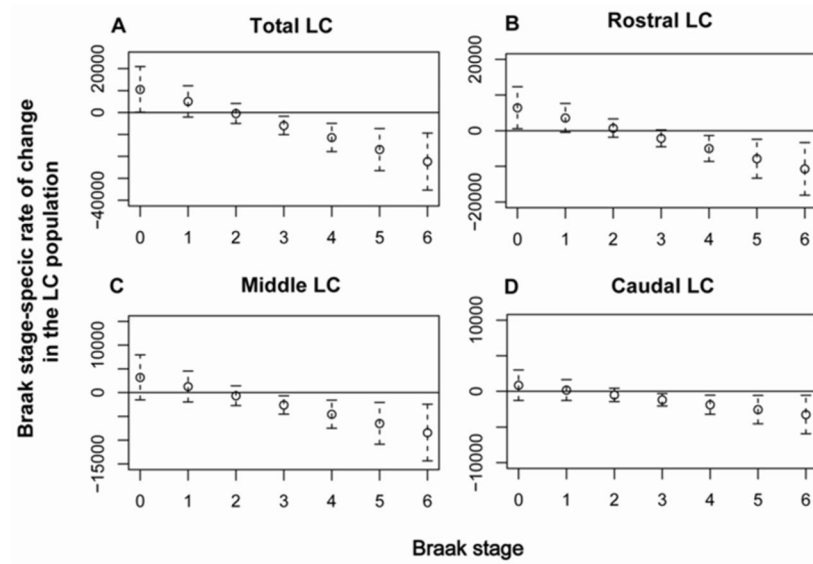 A Total LC
B Rostral LC
20000
0
−40000
0 1 2 3 4 5 6
20000
0
−20000
0 1 2 3 4 5 6
C Middle LC
D Caudal LC
10000
0
−15000
0 1 2 3 4 5 6
10000
0
−10000
0 1 2 3 4 5 6
Braak stage-specic rate of change
in the LC population
Braak stage